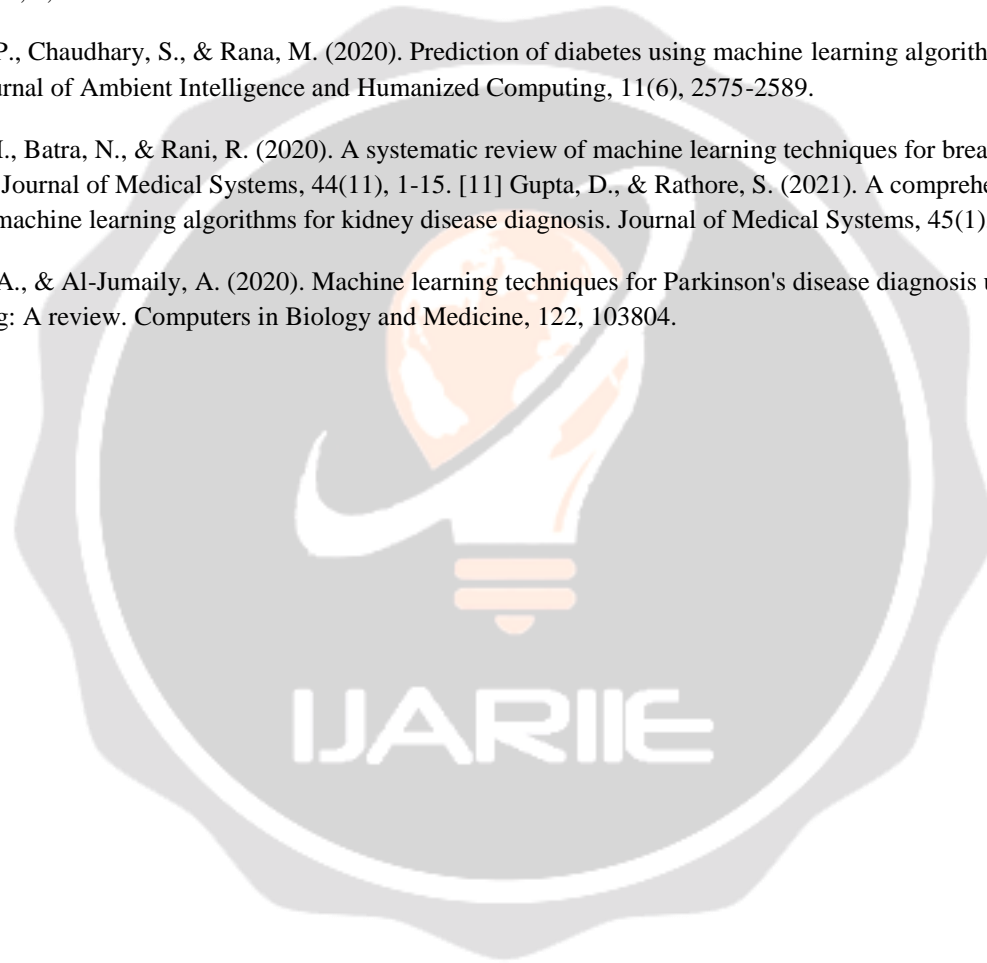 P., Chaudhary, S., & Rana, M. (2020). Prediction of diabetes using machine learning algorith
urnal of Ambient Intelligence and Humanized Computing, 11(6), 2575-2589.
., Batra, N., & Rani, R. (2020). A systematic review of machine learning techniques for brea
Journal of Medical Systems, 44(11), 1-15. [11] Gupta, D., & Rathore, S. (2021). A comprehe
machine learning algorithms for kidney disease diagnosis. Journal of Medical Systems, 45(1)
A., & Al-Jumaily, A. (2020). Machine learning techniques for Parkinson's disease diagnosis u
g: A review. Computers in Biology and Medicine, 122, 103804.
IJARIIE